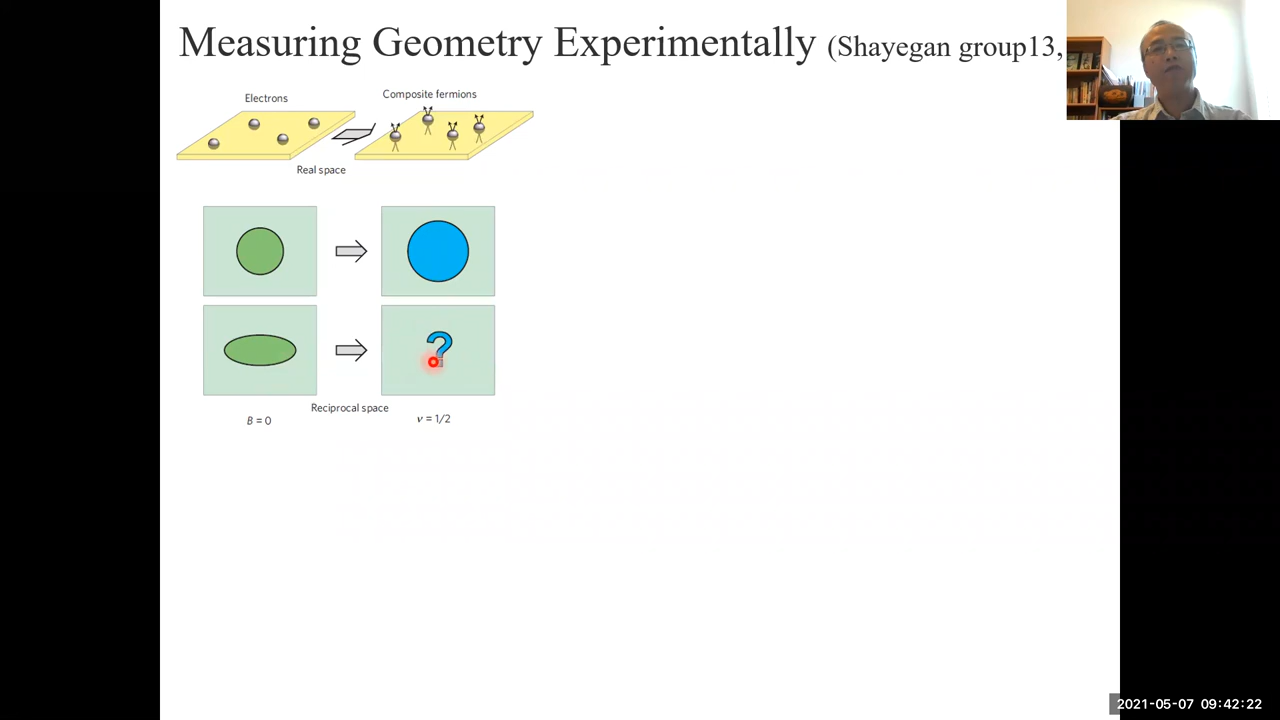 Measuring Geometry Experimentally (Shayegan group13,
Electrons
Composite fermions
Real space
?
Reciprocal space
B = 0
ν = 1/2
2021-05-07 09:42:22